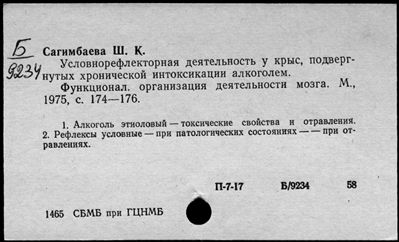 Б
9234
Сагимбаева Ш. К.
Условнорефлекторная деятельность у крыс, подверг-
нутых хронической интоксикации алкоголем.
Функционал. организация деятельности мозга. М.,
1975, с. 174—176.
1. Алкоголь этиловый — токсические свойства и отравления.
2. Рефлексы условные — при патологических состояниях — — при от-
равлениях.
П-7-17 Б/9234 58
1465 СБМБ при ГЦНМБ